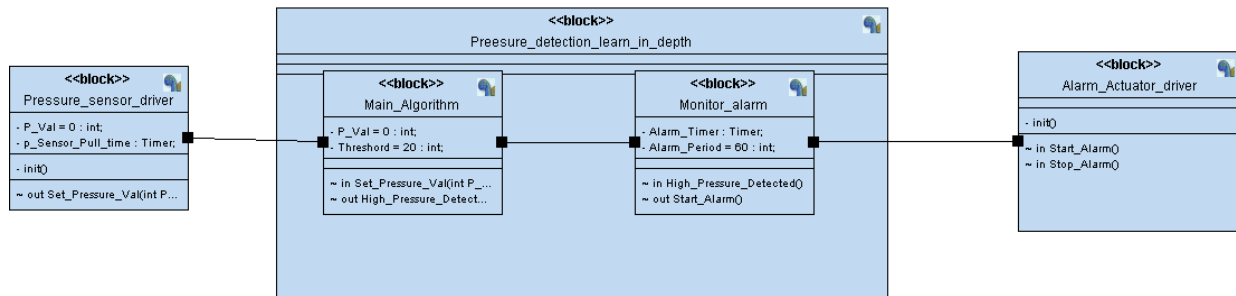 <<block>>
Preesure_detection_learn_in_depth
<<block>>
Pressure_sensor_driver
- P_Val = 0 : int;
- p_Sensor_Pull_time : Timer;
- init()
~ out Set_Pressure_Val(int P...
<<block>>
Main_Algorithm
- P_Val = 0 : int;
- Threshord = 20 : int;
~ in Set_Pressure_Val(int P_...
~ out High_Pressure_Detect...
<<block>>
Monitor_alarm
- Alarm_Timer : Timer;
- Alarm_Period = 60 : int;
~ in High_Pressure_Detected()
~ out Start_Alarm()
<<block>>
Alarm_Actuator_driver
- init()
~ in Start_Alarm()
~ in Stop_Alarm()